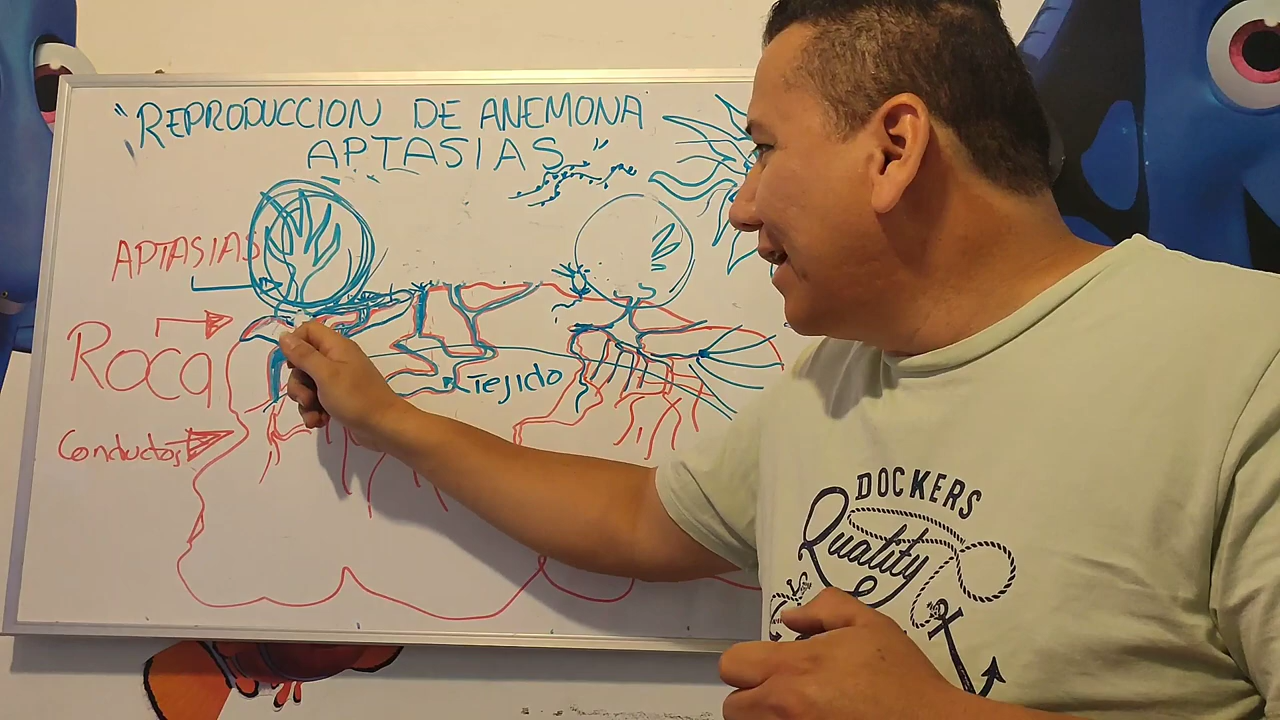 "REPRODUCCION DE ANEMONA
APTASIAS"
APTASIAS
ROCA
Tejido
Conductos
DOCKERS
Quality